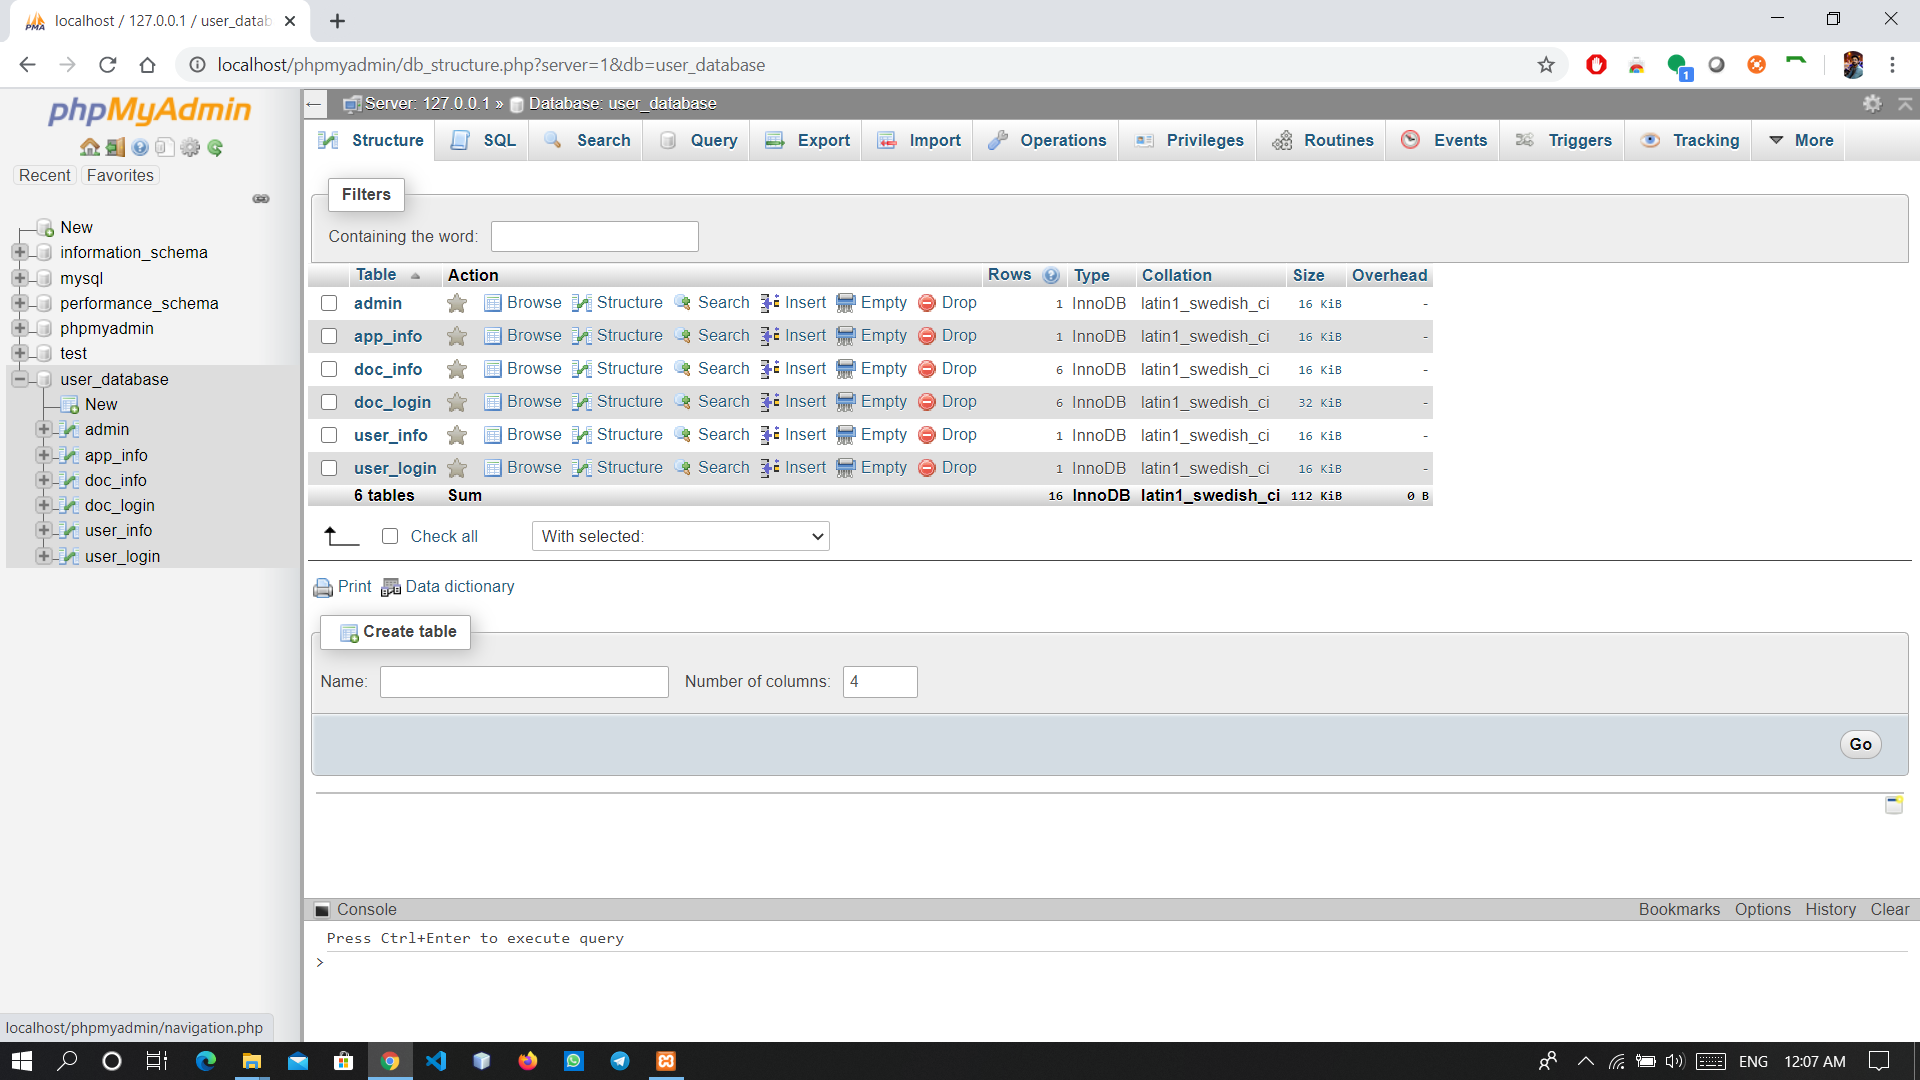 localhost / 127.0.0.1 / user_datab
localhost/phpmyadmin/db_structure.php?server=1&db=user_database
1
phpMyAdmin
Recent Favorites
New
information_schema
mysql
performance_schema
phpmyadmin
test
user_database
New
admin
app_info
doc_info
doc_login
user_info
user_login
localhost/phpmyadmin/navigation.php
Server: 127.0.0.1 » Database: user_database
Structure SQL Search Query Export Import Operations Privileges Routines Events Triggers Tracking More
Filters
Containing the word:
Table Action Rows Type Collation Size Overhead
admin Browse Structure Search Insert Empty Drop 1 InnoDB latin1_swedish_ci 16 KiB -
app_info Browse Structure Search Insert Empty Drop 1 InnoDB latin1_swedish_ci 16 KiB -
doc_info Browse Structure Search Insert Empty Drop 6 InnoDB latin1_swedish_ci 16 KiB -
doc_login Browse Structure Search Insert Empty Drop 6 InnoDB latin1_swedish_ci 32 KiB -
user_info Browse Structure Search Insert Empty Drop 1 InnoDB latin1_swedish_ci 16 KiB -
user_login Browse Structure Search Insert Empty Drop 1 InnoDB latin1_swedish_ci 16 KiB -
6 tables Sum 16 InnoDB latin1_swedish_ci 112 KiB 0 B
Check all With selected:
Print Data dictionary
Create table
Name: Number of columns: 4
Go
Console Bookmarks Options History Clear
Press Ctrl+Enter to execute query
>
ENG 12:07 AM